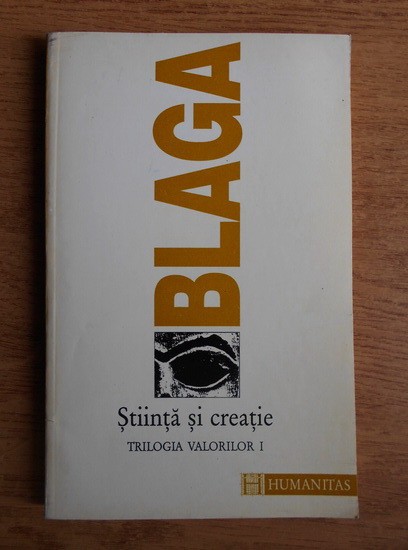 BLAGA
Știință și creație
TRILOGIA VALORILOR I
HUMANITAS